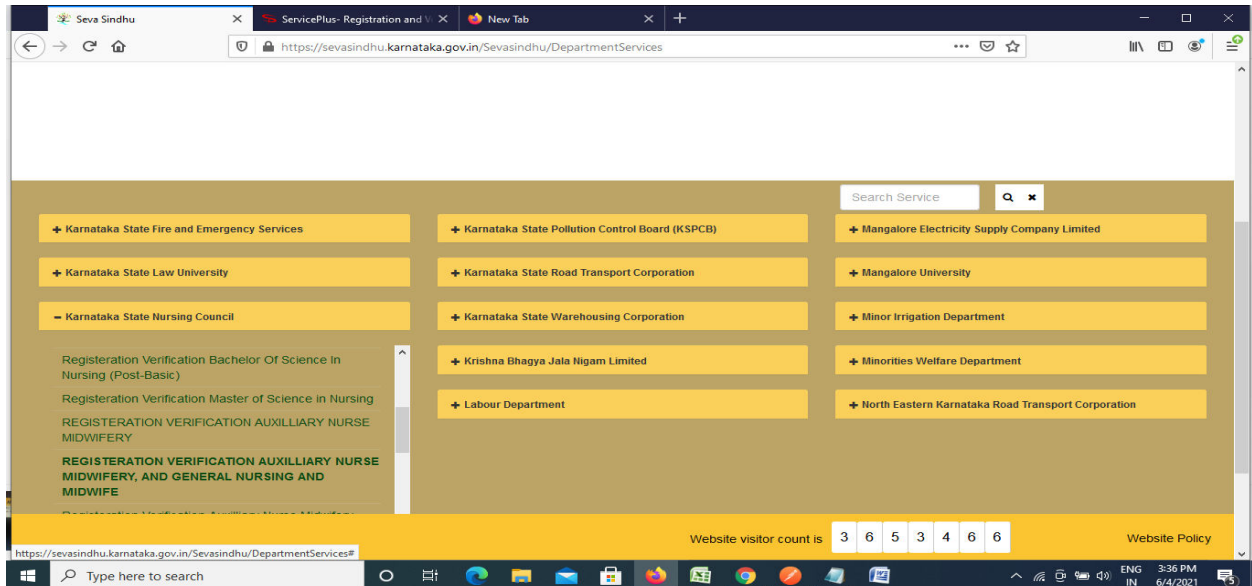 Seva Sindhu
ServicePlus- Registration and V
New Tab
https://sevasindhu.karnataka.gov.in/Sevasindhu/DepartmentServices
Search Service
+ Karnataka State Fire and Emergency Services
+ Karnataka State Pollution Control Board (KSPCB)
+ Mangalore Electricity Supply Company Limited
+ Karnataka State Law University
+ Karnataka State Road Transport Corporation
+ Mangalore University
− Karnataka State Nursing Council
+ Karnataka State Warehousing Corporation
+ Minor Irrigation Department
Registeration Verification Bachelor Of Science In
Nursing (Post-Basic)
Registeration Verification Master of Science in Nursing
REGISTERATION VERIFICATION AUXILLIARY NURSE
MIDWIFERY
REGISTERATION VERIFICATION AUXILLIARY NURSE
MIDWIFERY, AND GENERAL NURSING AND
MIDWIFE
Registeration Verification Auxilliary Nurse Midwifery
+ Krishna Bhagya Jala Nigam Limited
+ Minorities Welfare Department
+ Labour Department
+ North Eastern Karnataka Road Transport Corporation
Website visitor count is 3 6 5 3 4 6 6
Website Policy
https://sevasindhu.karnataka.gov.in/Sevasindhu/DepartmentServices#
Type here to search
ENG
IN
3:36 PM
6/4/2021
5